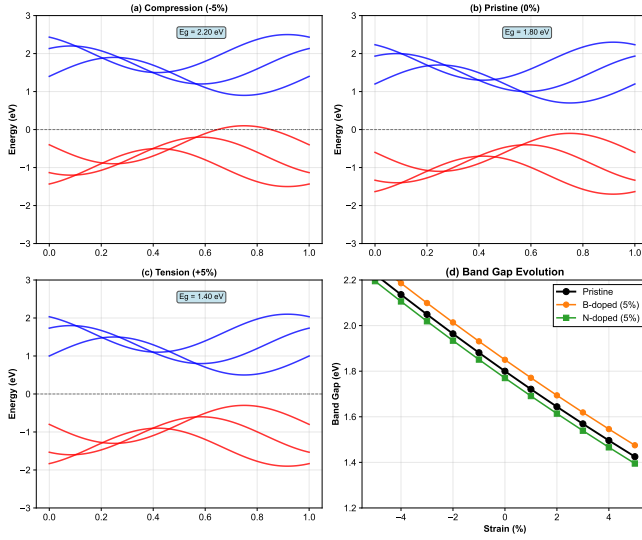 (a) Compression (-5%)
Eg = 2.20 eV
Energy (eV)
3
2
1
0
−1
−2
−3
0.0 0.2 0.4 0.6 0.8 1.0
(b) Pristine (0%)
Eg = 1.80 eV
Energy (eV)
3
2
1
0
−1
−2
−3
0.0 0.2 0.4 0.6 0.8 1.0
(c) Tension (+5%)
Eg = 1.40 eV
Energy (eV)
3
2
1
0
−1
−2
−3
0.0 0.2 0.4 0.6 0.8 1.0
(d) Band Gap Evolution
Pristine
B-doped (5%)
N-doped (5%)
Band Gap (eV)
2.2
2.0
1.8
1.6
1.4
1.2
−4 −2 0 2 4
Strain (%)